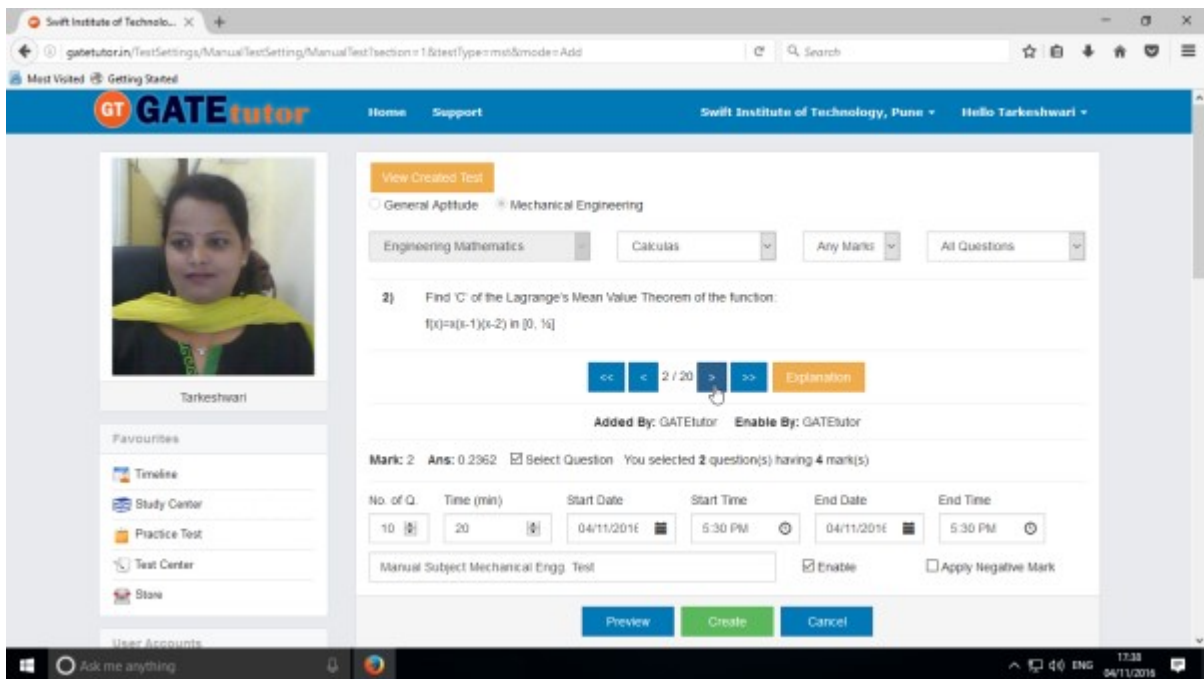 Swift Institute of Technolo...
gatetutor.in/TestSettings/ManualTestSetting/ManualTest?section=1&testType=mst&mode=Add
Search
Most Visited Getting Started
GT GATEtutor Home Support Swift Institute of Technology, Pune Hello Tarkeshwari
View Created Test
General Aptitude Mechanical Engineering
Engineering Mathematics Calculas Any Marks All Questions
2) Find 'C' of the Lagrange's Mean Value Theorem of the function:
f(x)=x(x-1)(x-2) in [0, ½]
<< < 2 / 20 > >> Explanation
Tarkeshwari
Added By: GATEtutor Enable By: GATEtutor
Favourites
Mark: 2 Ans: 0.2362 Select Question You selected 2 question(s) having 4 mark(s)
Timeline
Study Center
Practice Test
Test Center
Store
User Accounts
No. of Q. Time (min) Start Date Start Time End Date End Time
10 20 04/11/2016 5:30 PM 04/11/2016 5:30 PM
Manual Subject Mechanical Engg. Test Enable Apply Negative Mark
Preview Create Cancel
Ask me anything
ENG
17:38
04/11/2016